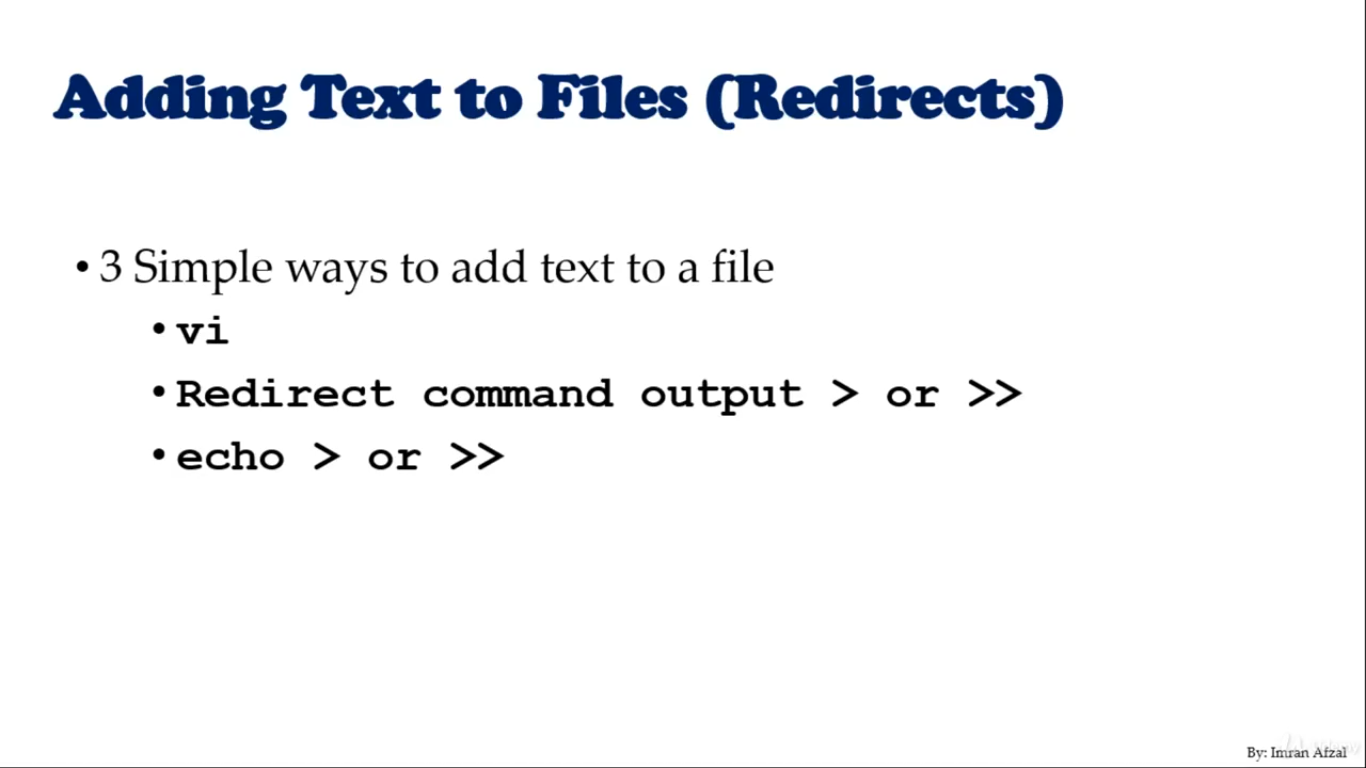 Adding Text to Files (Redirects)
• 3 Simple ways to add text to a file
• vi
• Redirect command output > or >>
• echo > or >>
By: Imran Afzal